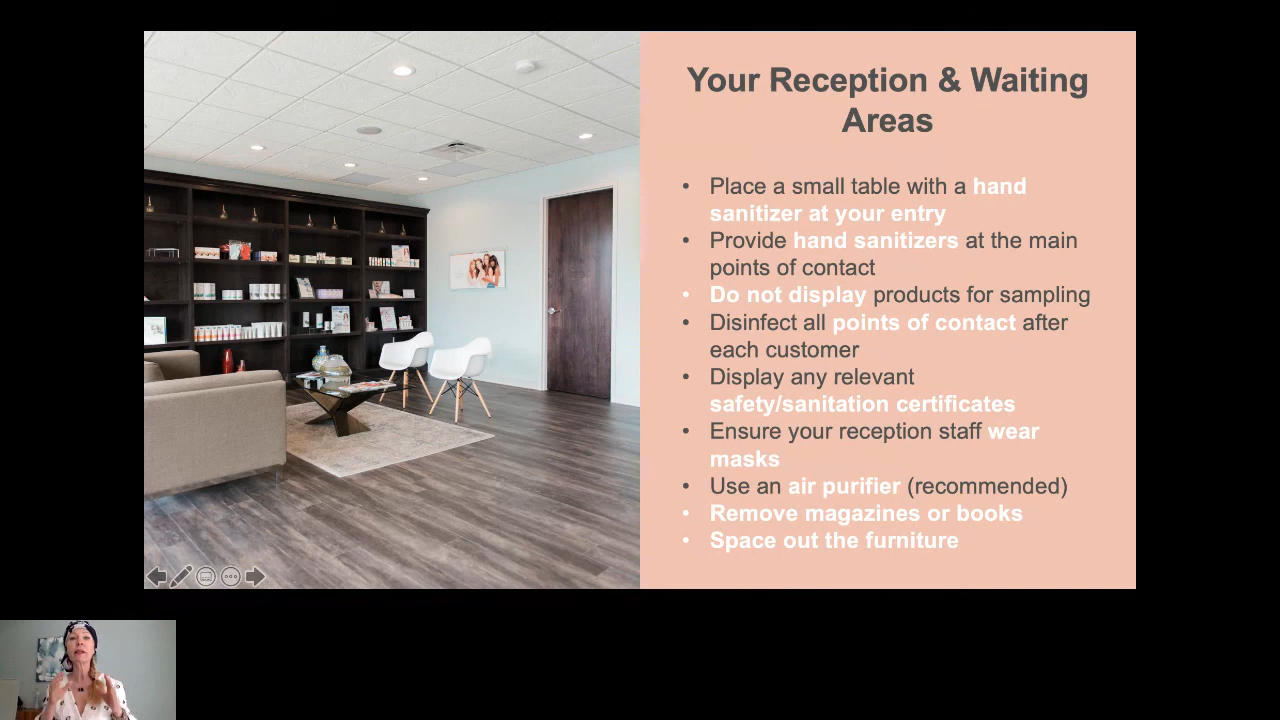 Your Reception & Waiting
Areas
• Place a small table with a hand
sanitizer at your entry
• Provide hand sanitizers at the main
points of contact
• Do not display products for sampling
• Disinfect all points of contact after
each customer
• Display any relevant
safety/sanitation certificates
• Ensure your reception staff wear
masks
• Use an air purifier (recommended)
• Remove magazines or books
• Space out the furniture